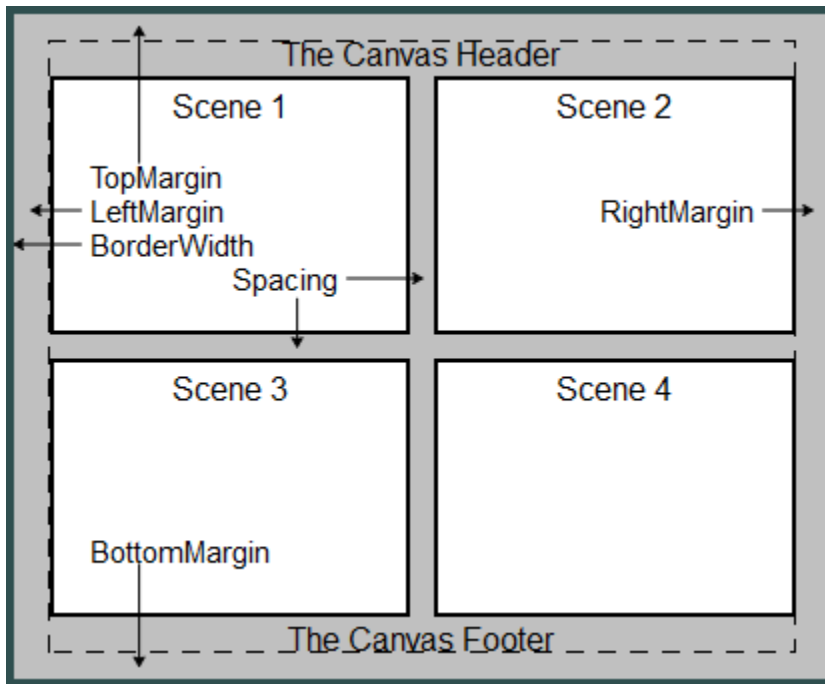 The Canvas Header
Scene 1
Scene 2
TopMargin
LeftMargin
RightMargin
BorderWidth
Spacing
Scene 3
Scene 4
BottomMargin
The Canvas Footer